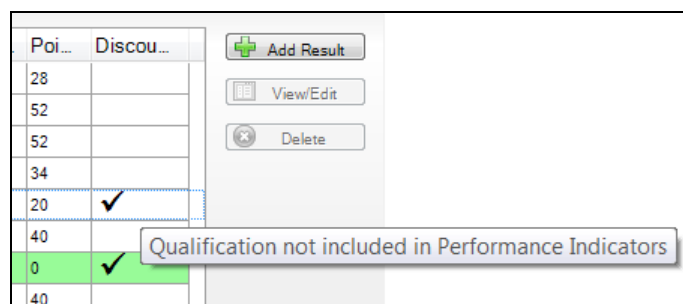 Poi... Discou... Add Result
28
View/Edit
52
52 Delete
34
20 ✓
40
Qualification not included in Performance Indicators
0 ✓
40